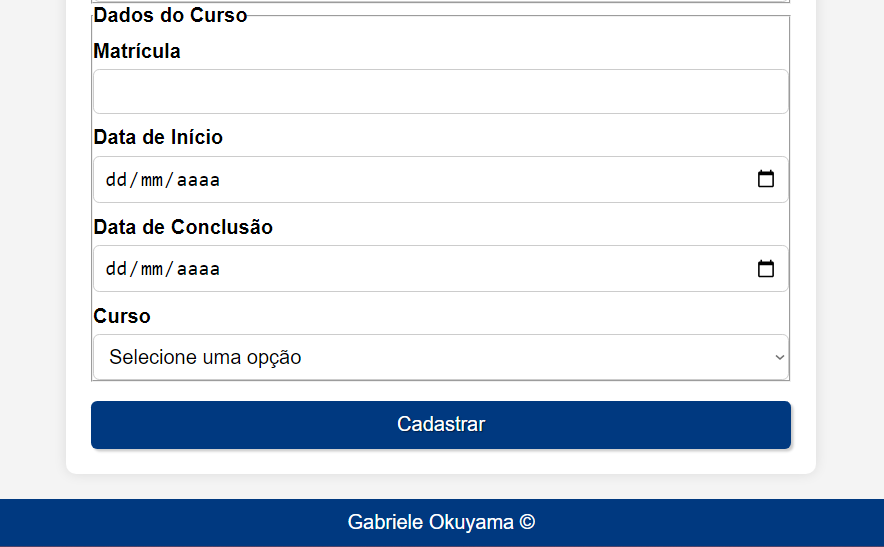 Dados do Curso
Matrícula
Data de Início
dd/mm/aaaa
Data de Conclusão
dd/mm/aaaa
Curso
Selecione uma opção
Cadastrar
Gabriele Okuyama ©